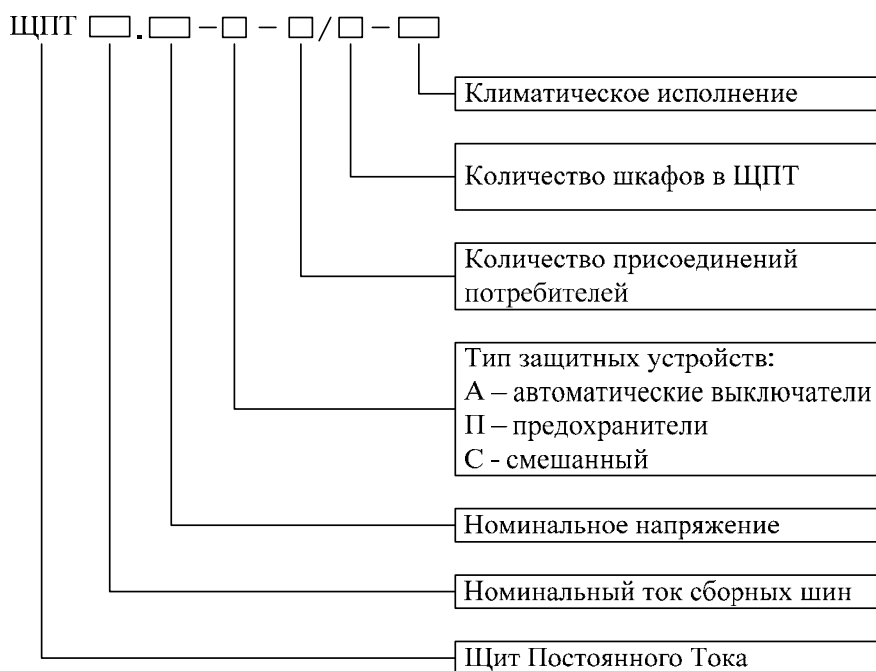 ЩПТ . – – / –
Климатическое исполнение
Количество шкафов в ЩПТ
Количество присоединений
потребителей
Тип защитных устройств:
А – автоматические выключатели
П – предохранители
С - смешанный
Номинальное напряжение
Номинальный ток сборных шин
Щит Постоянного Тока